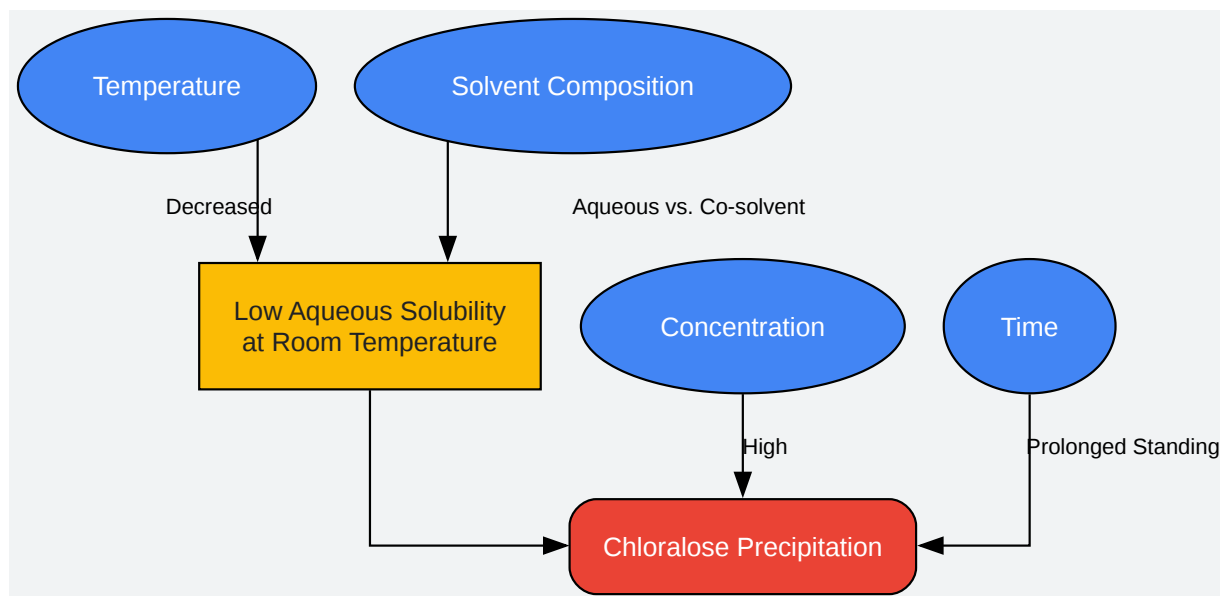 Temperature
Solvent Composition
Decreased
Aqueous vs. Co-solvent
Low Aqueous Solubility
at Room Temperature
Concentration
Time
High
Prolonged Standing
Chloralose Precipitation